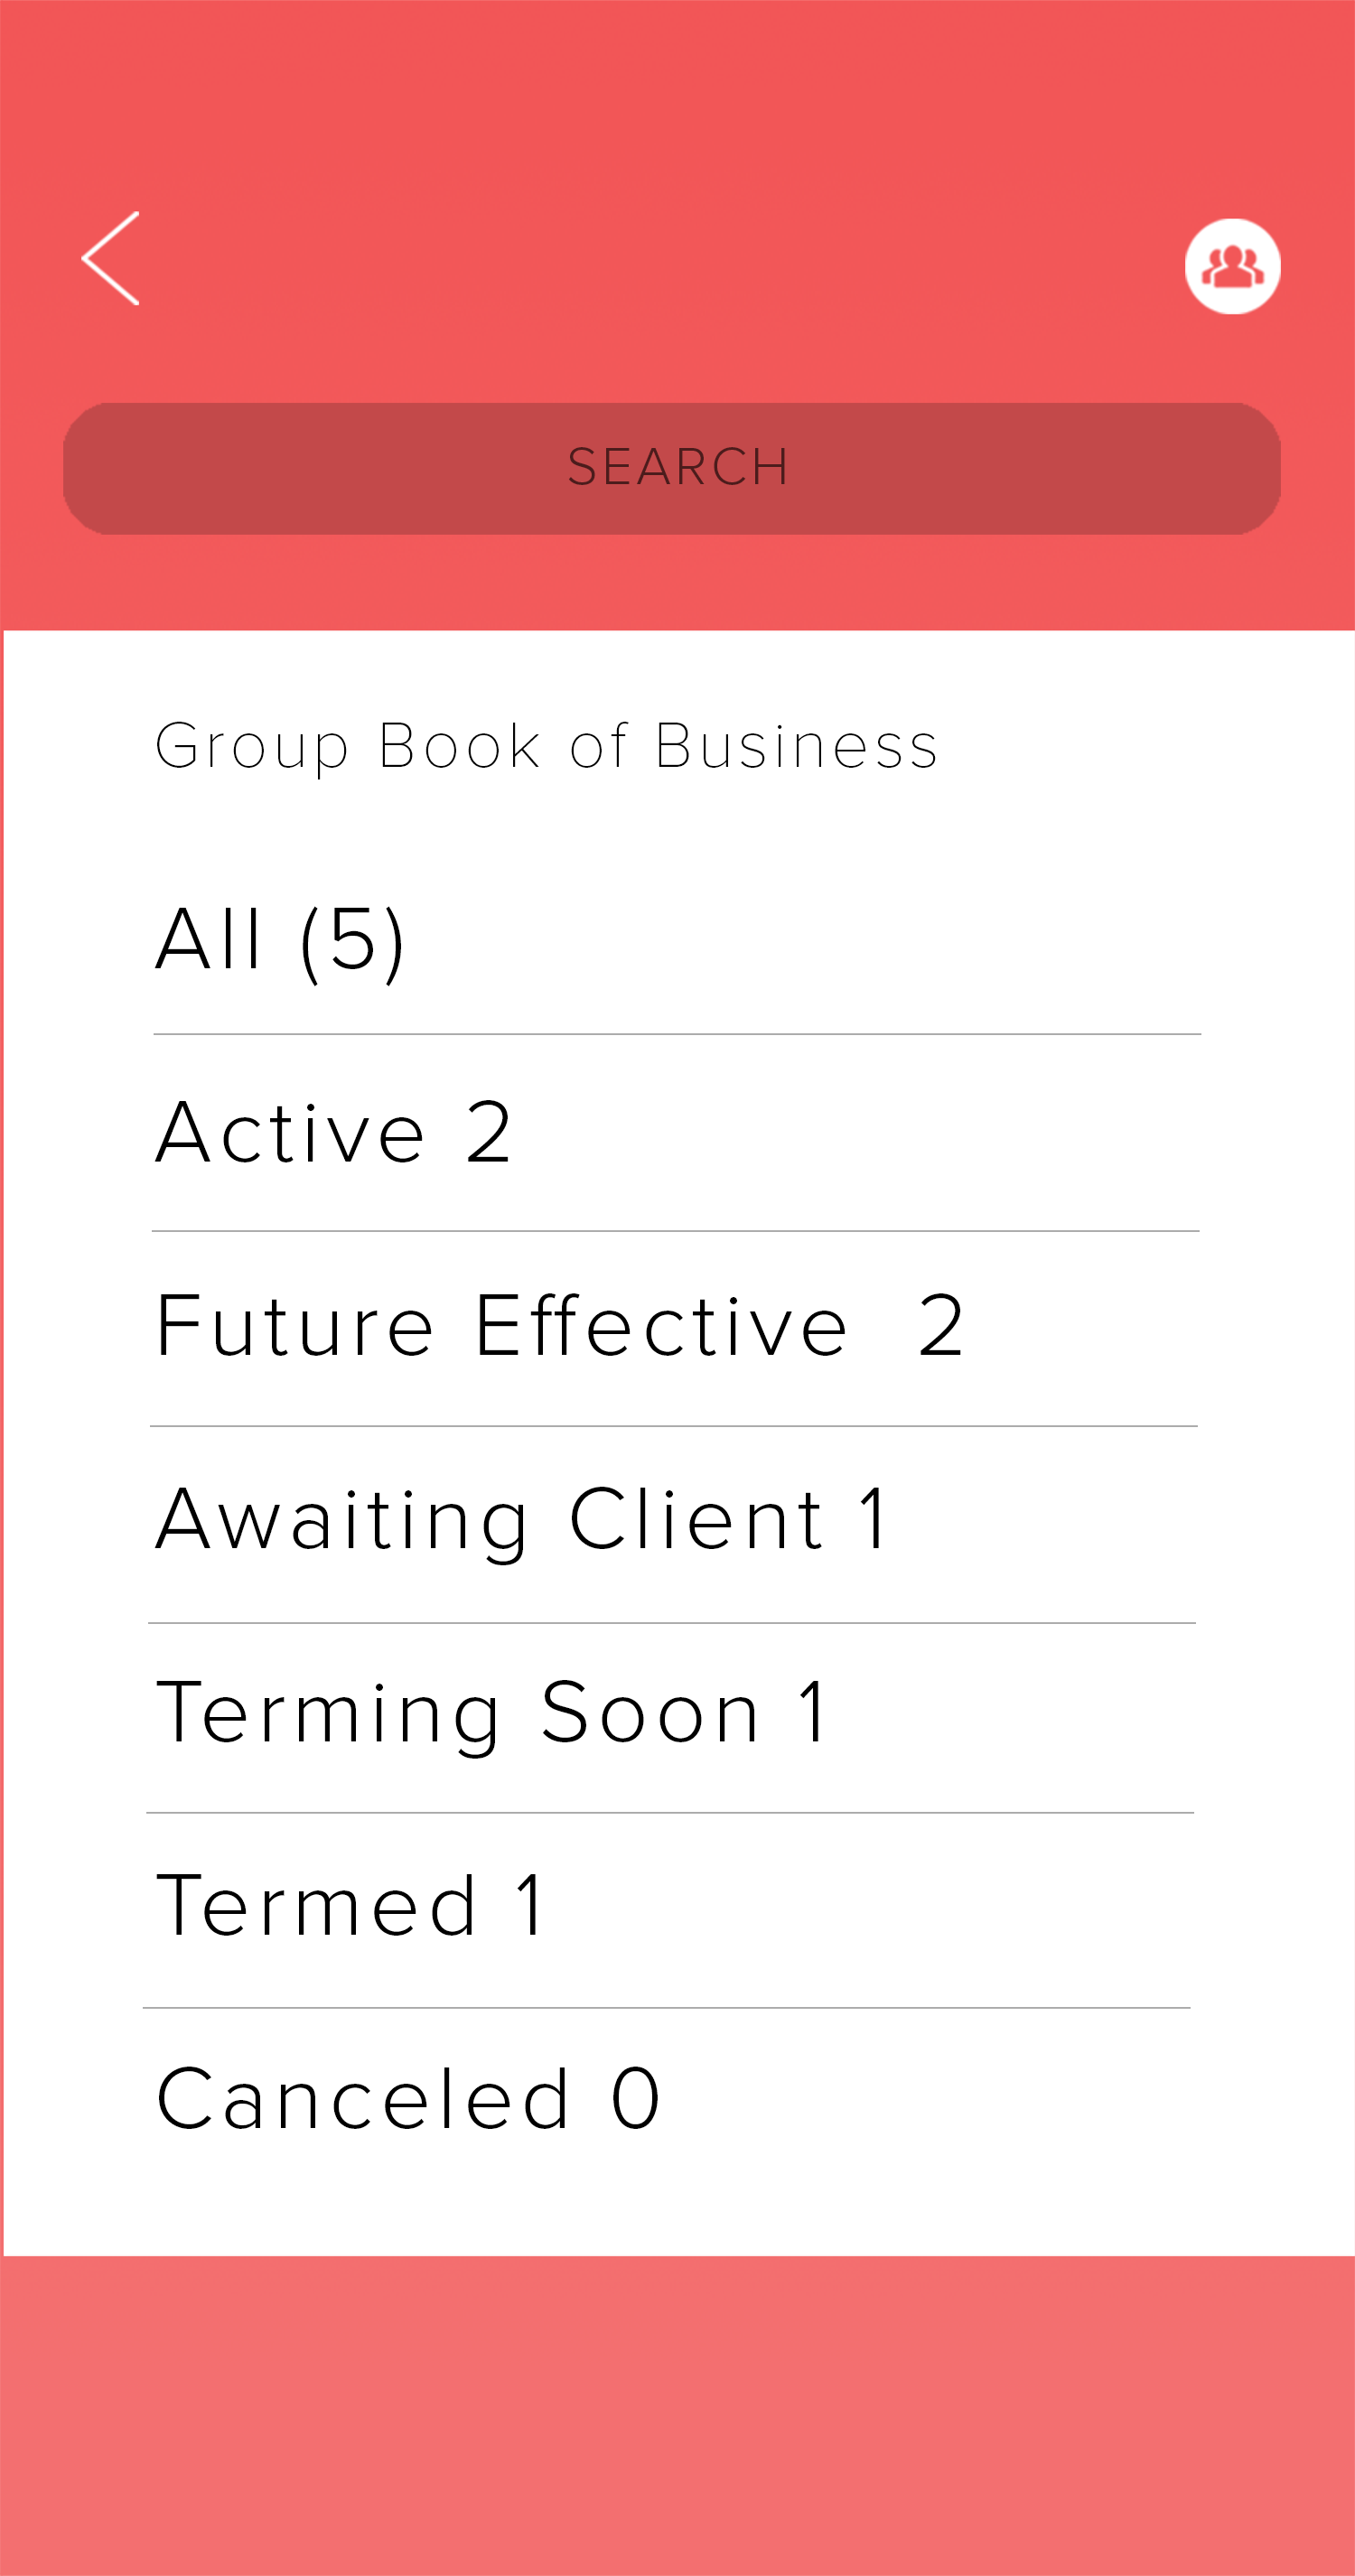 SEARCH
Group Book of Business
All (5)
Active 2
Future Effective 2
Awaiting Client 1
Terming Soon 1
Termed 1
Canceled 0